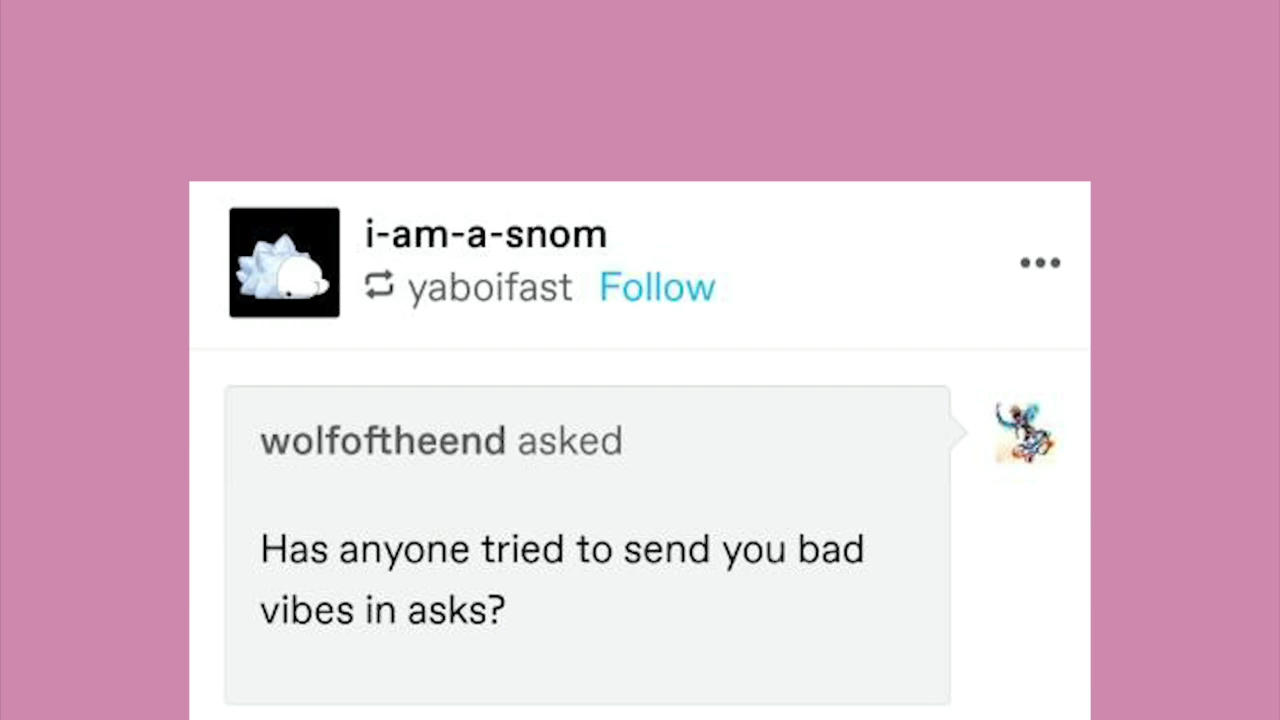 i-am-a-snom
yaboifast Follow
wolfoftheend asked
Has anyone tried to send you bad
vibes in asks?